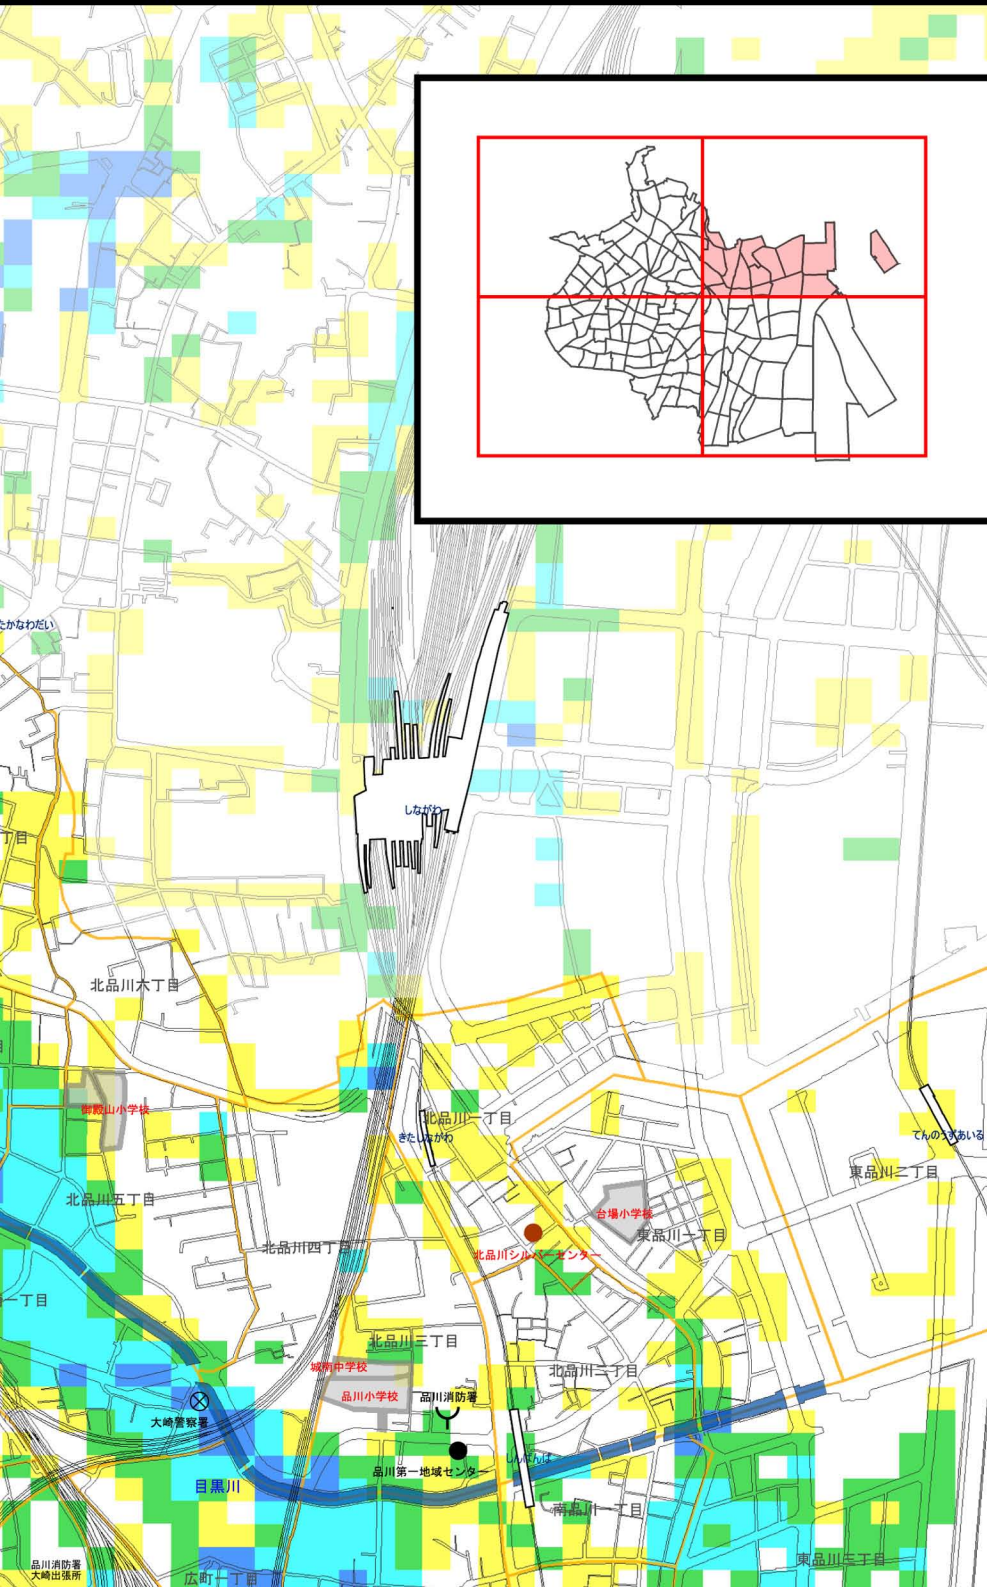 たかなわだい
しながわ
丁目
北品川六丁目
目
御殿山小学校
北品川一丁目
きたしながわ
てんのうずあいる
東品川二丁目
北品川五丁目
台場小学校
東品川一丁目
北品川四丁目
北品川シルバーセンター
一丁目
北品川三丁目
城南中学校
北品川二丁目
品川小学校
品川消防署
大崎警察署
しんばんば
品川第一地域センター
目黒川
南品川一丁目
東品川三丁目
品川消防署
大崎出張所
広町一丁目